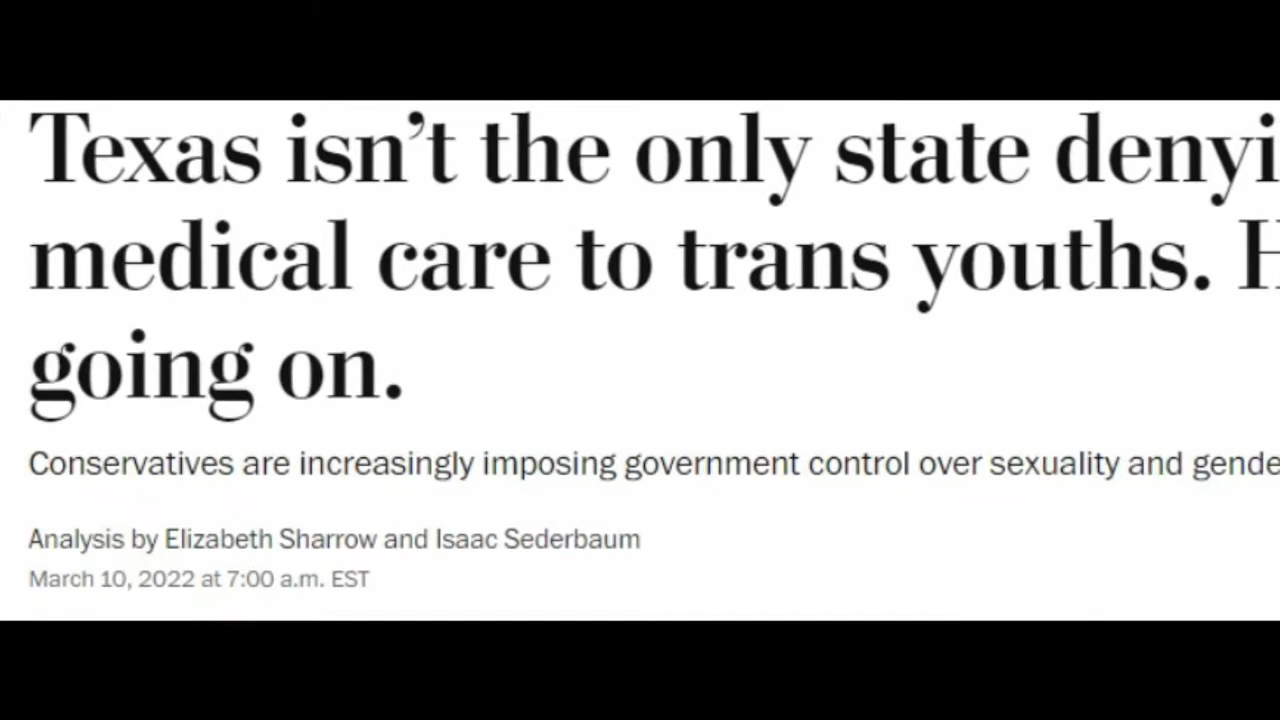 Texas isn’t the only state denyi
medical care to trans youths. H
going on.
Conservatives are increasingly imposing government control over sexuality and gende
Analysis by Elizabeth Sharrow and Isaac Sederbaum
March 10, 2022 at 7:00 a.m. EST